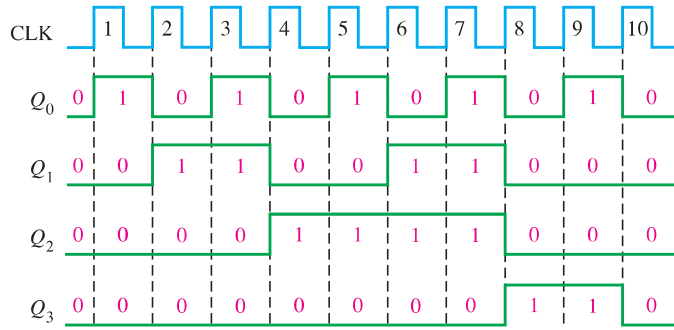 CLK 1 2 3 4 5 6 7 8 9 10
Q0 0 1 0 1 0 1 0 1 0 1 0
Q1 0 0 1 1 0 0 1 1 0 0 0
Q2 0 0 0 0 1 1 1 1 0 0 0
Q3 0 0 0 0 0 0 0 0 1 1 0